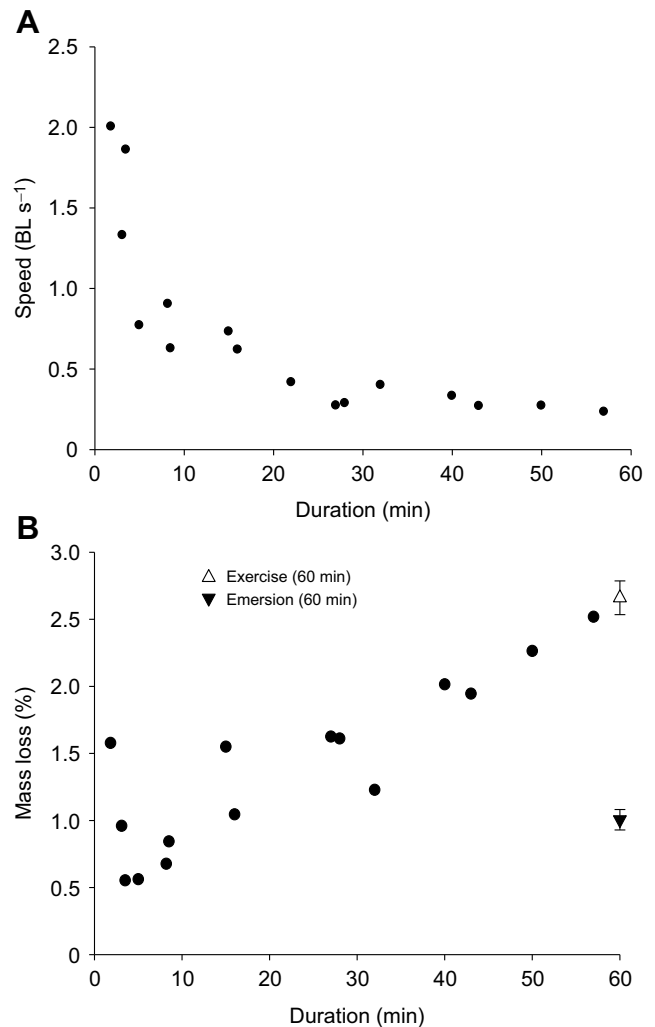 A
2.5
2.0
1.5
1.0
0.5
0
Speed (BL s⁻¹)
0 10 20 30 40 50 60
Duration (min)
B
3.0
2.5
2.0
1.5
1.0
0.5
0
Mass loss (%)
Exercise (60 min)
Emersion (60 min)
0 10 20 30 40 50 60
Duration (min)